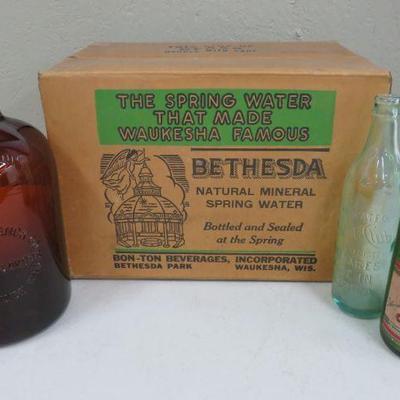 THE SPRING WATER
THAT MADE
WAUKESHA FAMOUS
BETHESDA
NATURAL MINERAL
SPRING WATER
Bottled and Sealed
at the Spring
BON-TON BEVERAGES, INCORPORATED
BETHESDA PARK WAUKESHA, WIS.